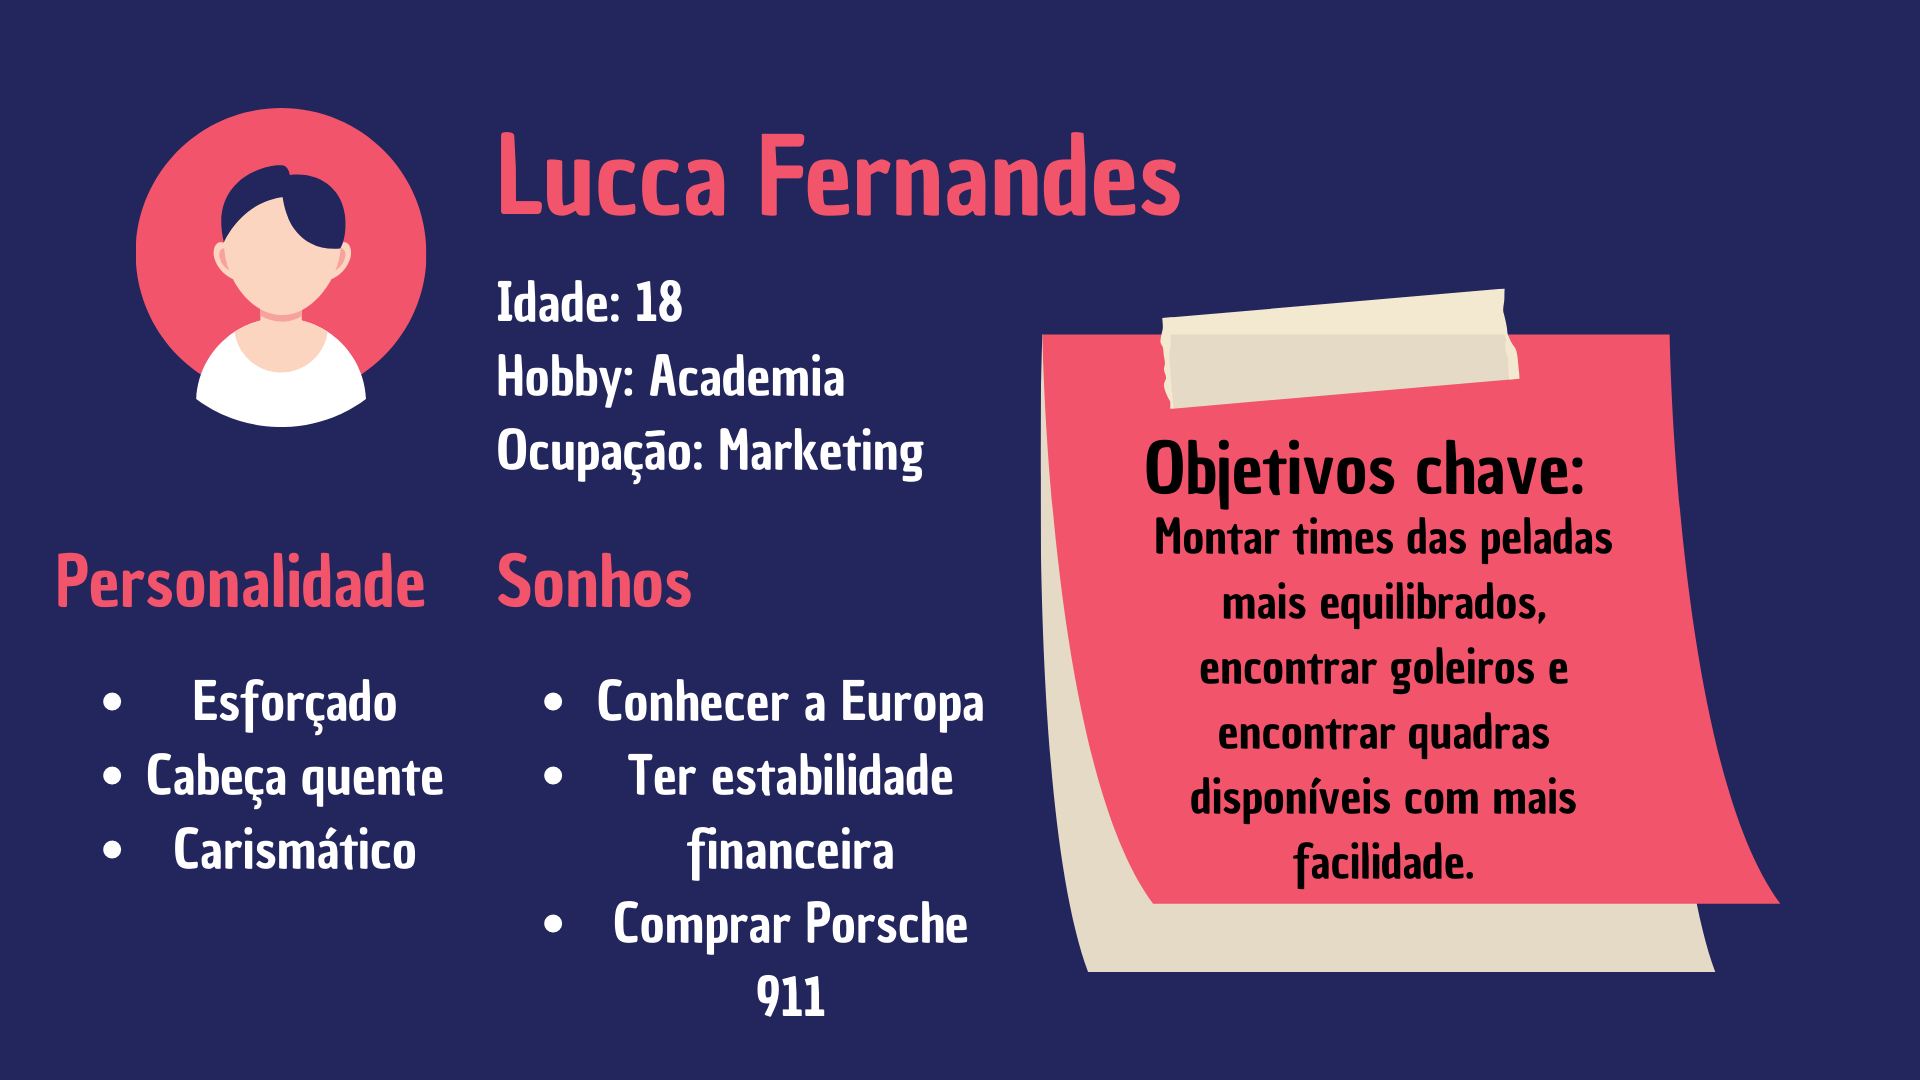 Lucca Fernandes
Idade: 18
Hobby: Academia
Ocupação: Marketing
Personalidade
• Esforçado
• Cabeça quente
• Carismático
Sonhos
• Conhecer a Europa
• Ter estabilidade
financeira
• Comprar Porsche
911
Objetivos chave:
Montar times das peladas
mais equilibrados,
encontrar goleiros e
encontrar quadras
disponíveis com mais
facilidade.